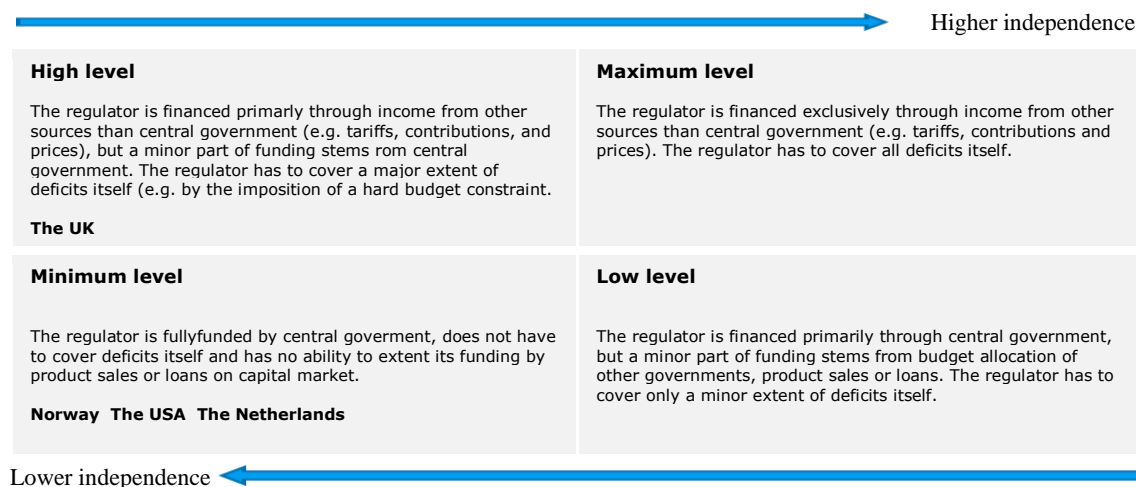 Higher independence
High level
The regulator is financed primarly through income from other
sources than central government (e.g. tariffs, contributions, and
prices), but a minor part of funding stems rom central
government. The regulator has to cover a major extent of
deficits itself (e.g. by the imposition of a hard budget constraint.
The UK
Maximum level
The regulator is financed exclusively through income from other
sources than central government (e.g. tariffs, contributions and
prices). The regulator has to cover all deficits itself.
Minimum level
The regulator is fullyfunded by central goverment, does not have
to cover deficits itself and has no ability to extent its funding by
product sales or loans on capital market.
Norway The USA The Netherlands
Low level
The regulator is financed primarily through central government,
but a minor part of funding stems from budget allocation of
other governments, product sales or loans. The regulator has to
cover only a minor extent of deficits itself.
Lower independence